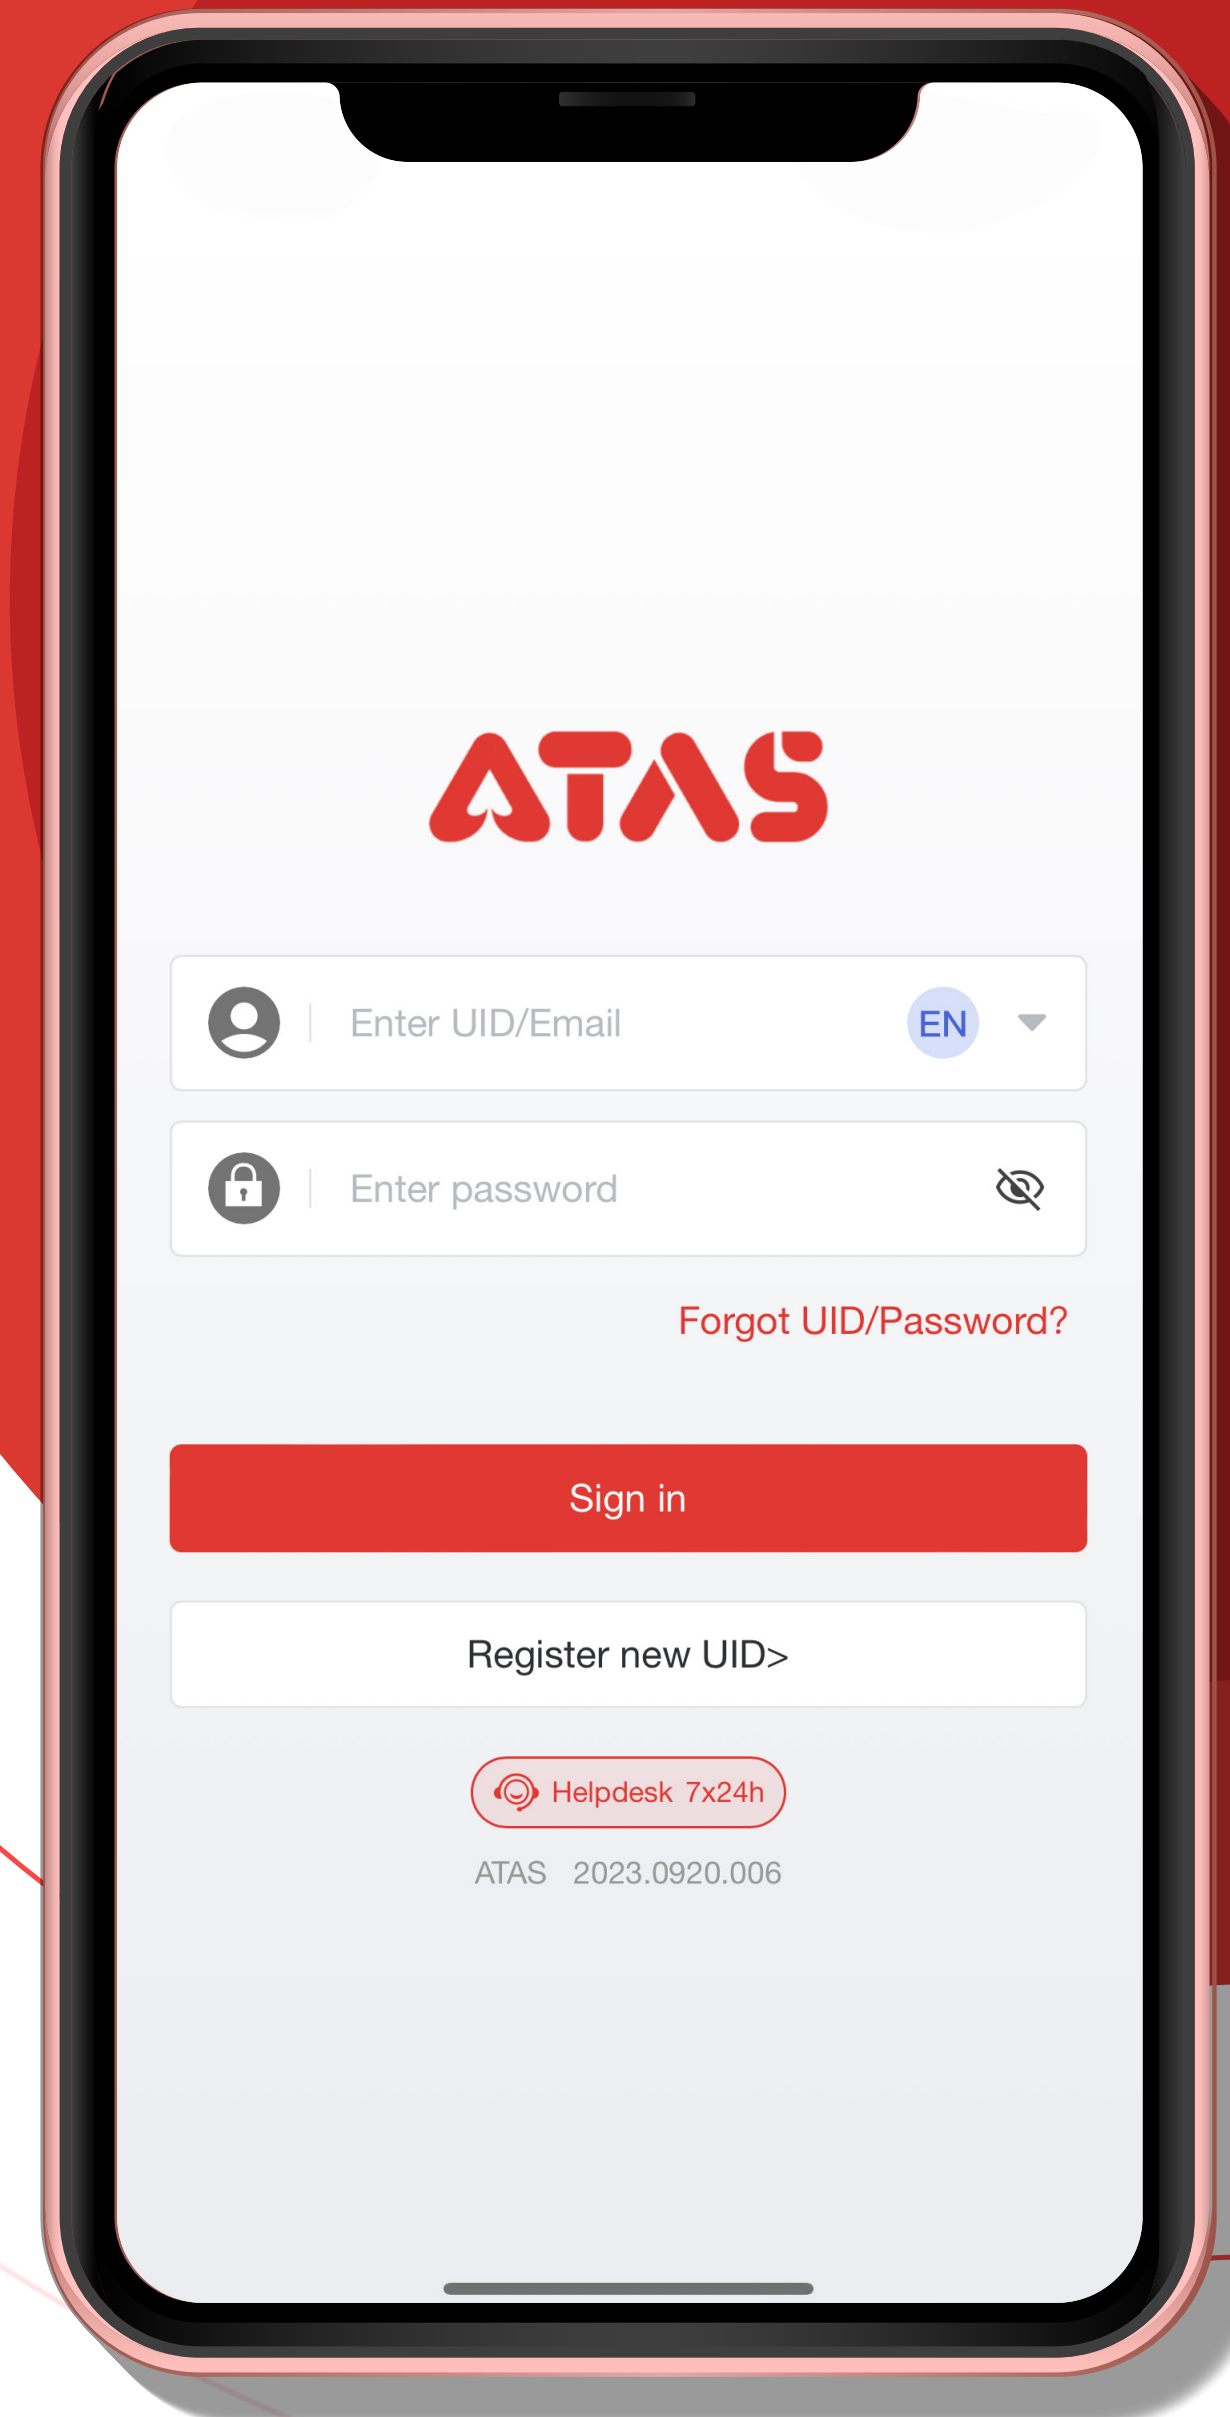 ATAS
Enter UID/Email EN
Enter password
Forgot UID/Password?
Sign in
Register new UID>
Helpdesk 7x24h
ATAS 2023.0920.006